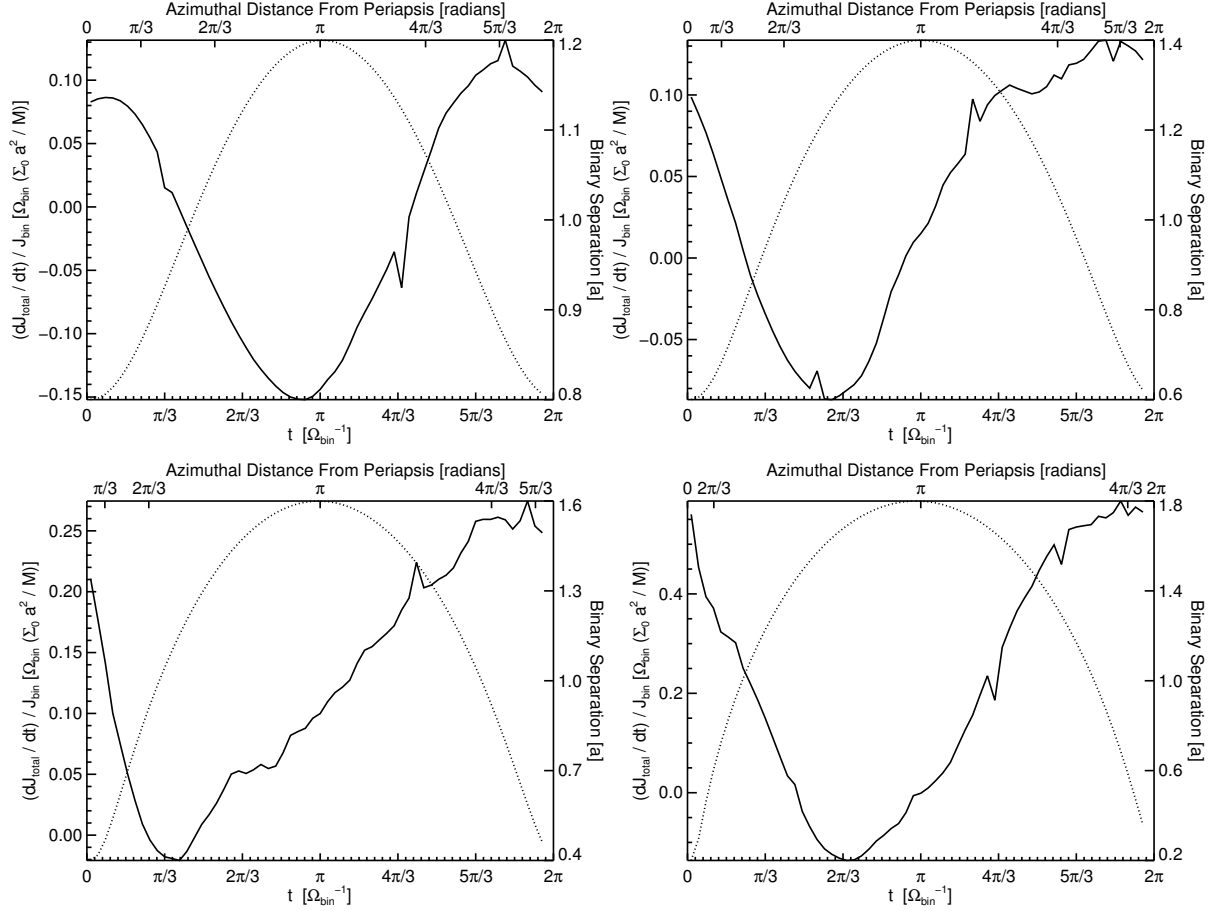 Azimuthal Distance From Periapsis [radians]
0 π/3 2π/3 π 4π/3 5π/3 2π
(dJtotal / dt) / Jbin [Ωbin (Σ0 a² / M)]
0.10
0.05
0.00
−0.05
−0.10
−0.15
1.2
1.1
1.0
0.9
0.8
Binary Separation [a]
0 π/3 2π/3 π 4π/3 5π/3 2π
t [Ωbin⁻¹]
Azimuthal Distance From Periapsis [radians]
0 π/3 2π/3 π 4π/3 5π/3 2π
(dJtotal / dt) / Jbin [Ωbin (Σ0 a² / M)]
0.10
0.05
0.00
−0.05
1.4
1.2
1.0
0.8
0.6
Binary Separation [a]
0 π/3 2π/3 π 4π/3 5π/3 2π
t [Ωbin⁻¹]
Azimuthal Distance From Periapsis [radians]
π/3 2π/3 π 4π/3 5π/3
(dJtotal / dt) / Jbin [Ωbin (Σ0 a² / M)]
0.25
0.20
0.15
0.10
0.05
0.00
1.6
1.3
1.0
0.7
0.4
Binary Separation [a]
0 π/3 2π/3 π 4π/3 5π/3 2π
t [Ωbin⁻¹]
Azimuthal Distance From Periapsis [radians]
0 2π/3 π 4π/3 2π
(dJtotal / dt) / Jbin [Ωbin (Σ0 a² / M)]
0.4
0.2
0.0
1.8
1.4
1.0
0.6
0.2
Binary Separation [a]
0 π/3 2π/3 π 4π/3 5π/3 2π
t [Ωbin⁻¹]